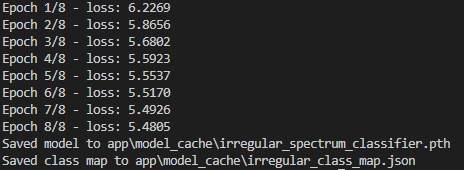 Epoch 1/8 - loss: 6.2269
Epoch 2/8 - loss: 5.8656
Epoch 3/8 - loss: 5.6802
Epoch 4/8 - loss: 5.5923
Epoch 5/8 - loss: 5.5537
Epoch 6/8 - loss: 5.5170
Epoch 7/8 - loss: 5.4926
Epoch 8/8 - loss: 5.4805
Saved model to app\model_cache\irregular_spectrum_classifier.pth
Saved class map to app\model_cache\irregular_class_map.json